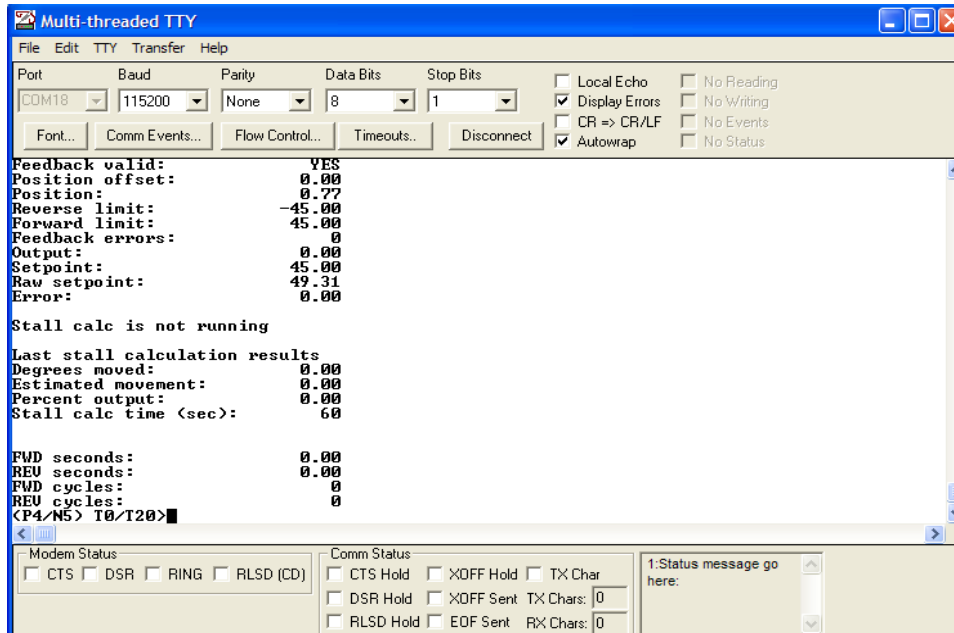 Multi-threaded TTY
File Edit TTY Transfer Help
Port Baud Parity Data Bits Stop Bits
COM18 115200 None 8 1
Local Echo No Reading
Display Errors No Writing
CR => CR/LF No Events
Autowrap No Status
Font... Comm Events... Flow Control... Timeouts.. Disconnect
Feedback valid: YES
Position offset: 0.00
Position: 0.77
Reverse limit: -45.00
Forward limit: 45.00
Feedback errors: 0
Output: 0.00
Setpoint: 45.00
Raw setpoint: 49.31
Error: 0.00
Stall calc is not running
Last stall calculation results
Degrees moved: 0.00
Estimated movement: 0.00
Percent output: 0.00
Stall calc time (sec): 60
FWD seconds: 0.00
REV seconds: 0.00
FWD cycles: 0
REV cycles: 0
(P4/N5) T0/T20>
Modem Status
CTS DSR RING RLSD (CD)
Comm Status
CTS Hold XOFF Hold TX Char
DSR Hold XOFF Sent TX Chars: 0
RLSD Hold EOF Sent RX Chars: 0
1:Status message go
here: